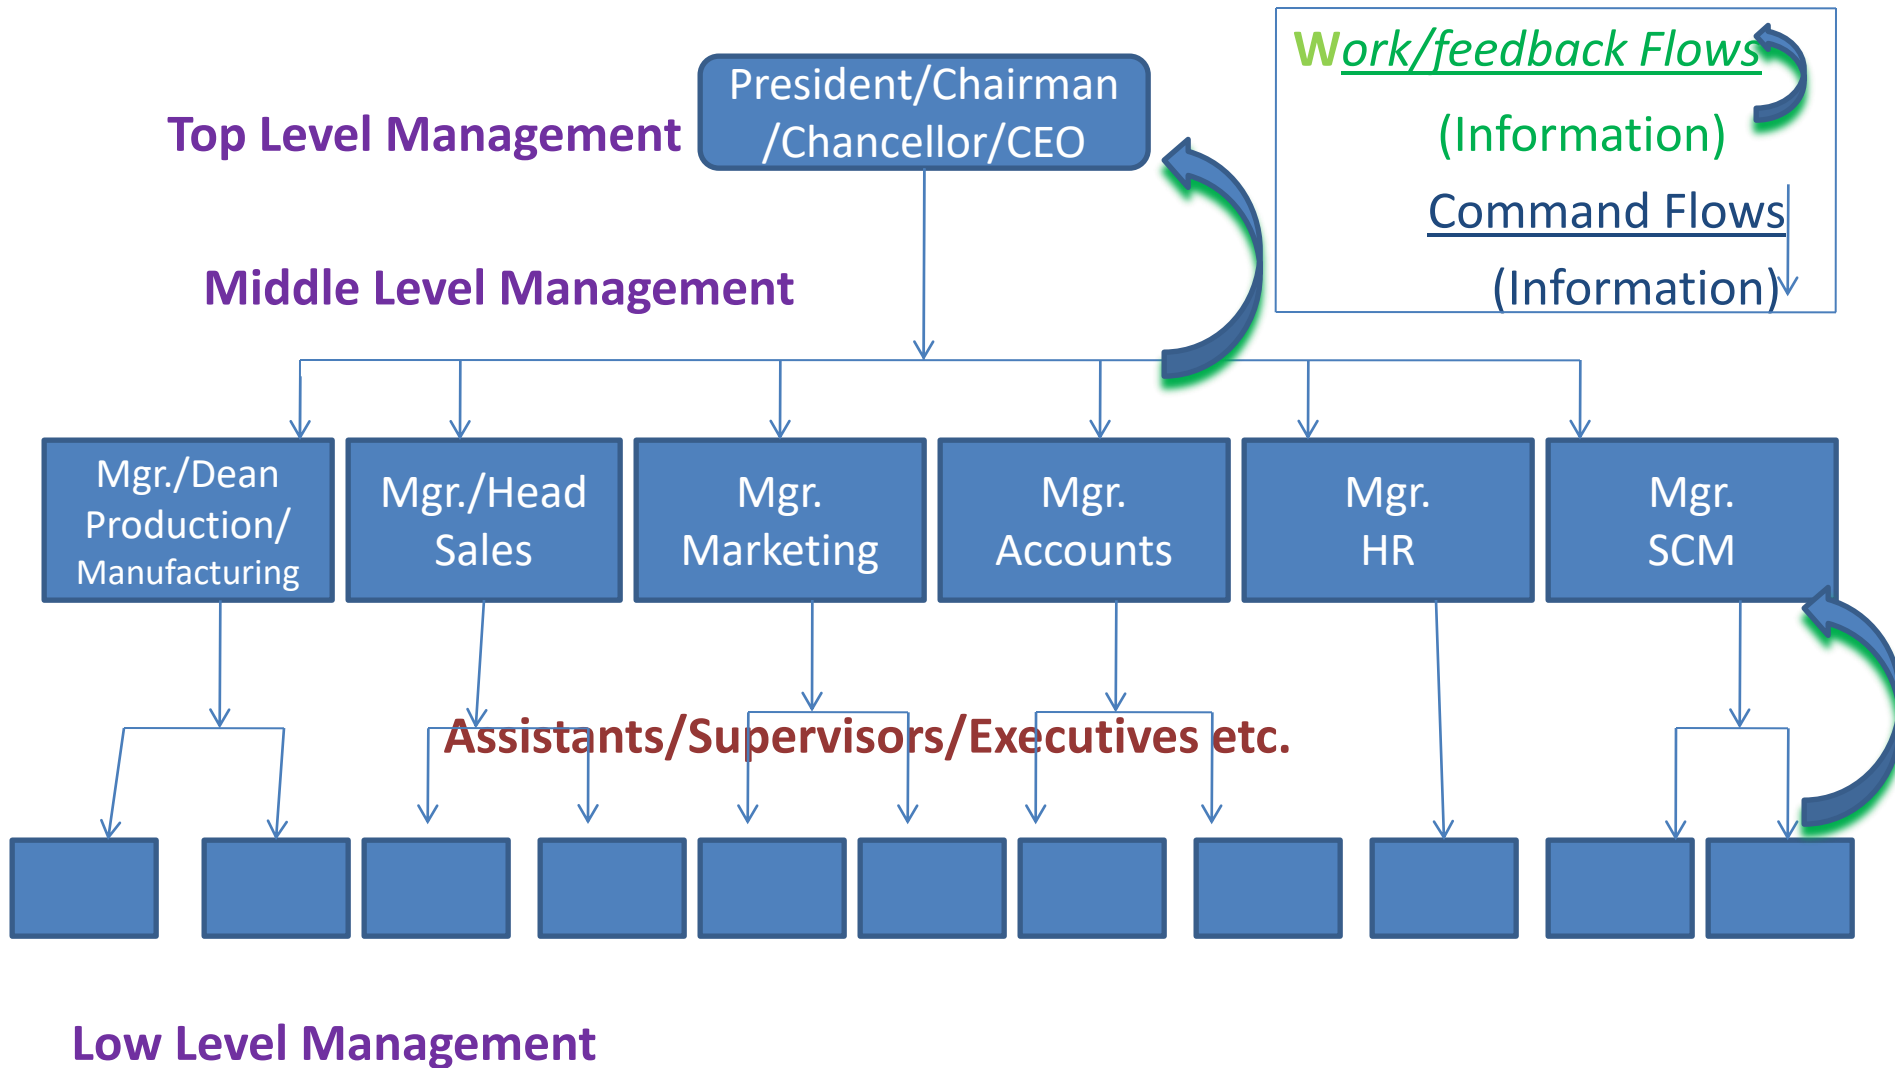 President/Chairman
/Chancellor/CEO
Work/feedback Flows
(Information)
Command Flows
(Information)
Top Level Management
Middle Level Management
Mgr./Dean
Production/
Manufacturing
Mgr./Head
Sales
Mgr.
Marketing
Mgr.
Accounts
Mgr.
HR
Mgr.
SCM
Assistants/Supervisors/Executives etc.
Low Level Management